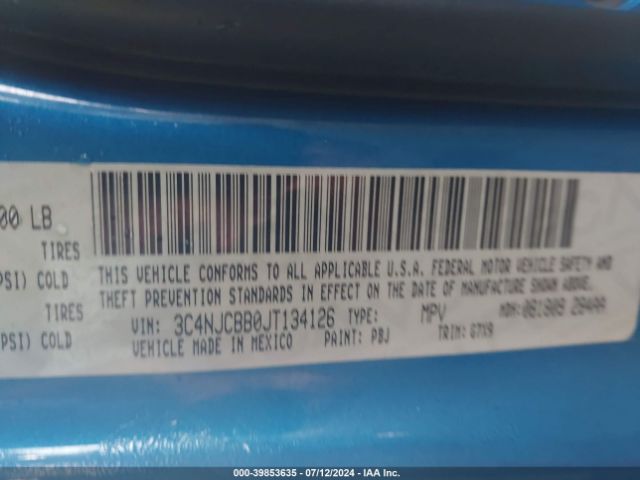 00 LB
TIRES
PSI) COLD
TIRES
PSI) COLD
THIS VEHICLE CONFORMS TO ALL APPLICABLE U.S.A. FEDERAL MOTOR VEHICLE SAFETY AND
THEFT PREVENTION STANDARDS IN EFFECT ON THE DATE OF MANUFACTURE SHOWN ABOVE.
VIN: 3C4NJCBB0JT134126 TYPE: MPV
VEHICLE MADE IN MEXICO PAINT: PBJ TRIM:
000-39853635 - 07/12/2024 - IAA Inc.